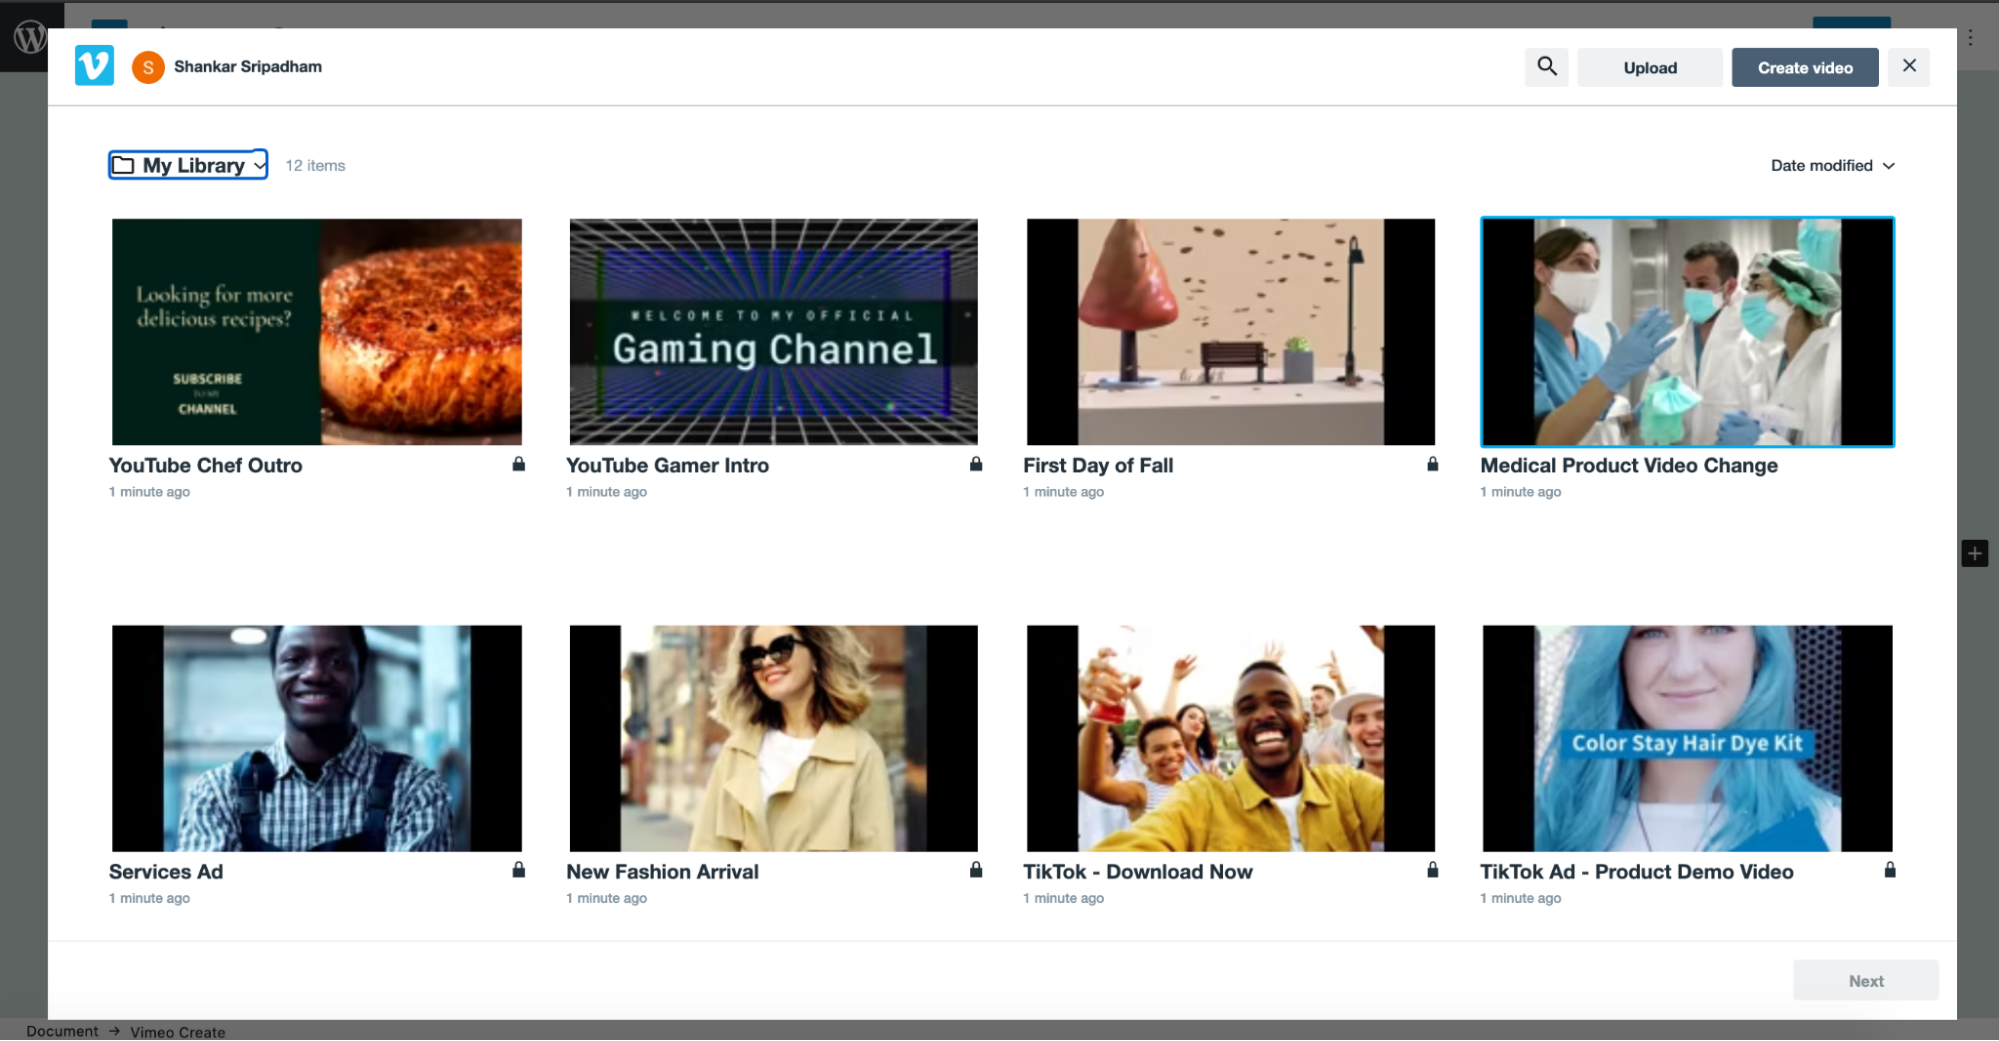 S
Shankar Sripadham
Upload
Create video
My Library
12 items
Date modified
Looking for more
delicious recipes?
SUBSCRIBE
TO MY
CHANNEL
WELCOME TO MY OFFICIAL
Gaming Channel
YouTube Chef Outro
1 minute ago
YouTube Gamer Intro
1 minute ago
First Day of Fall
1 minute ago
Medical Product Video Change
1 minute ago
Color Stay Hair Dye Kit
Services Ad
1 minute ago
New Fashion Arrival
1 minute ago
TikTok - Download Now
1 minute ago
TikTok Ad - Product Demo Video
1 minute ago
Next
Document → Vimeo Create